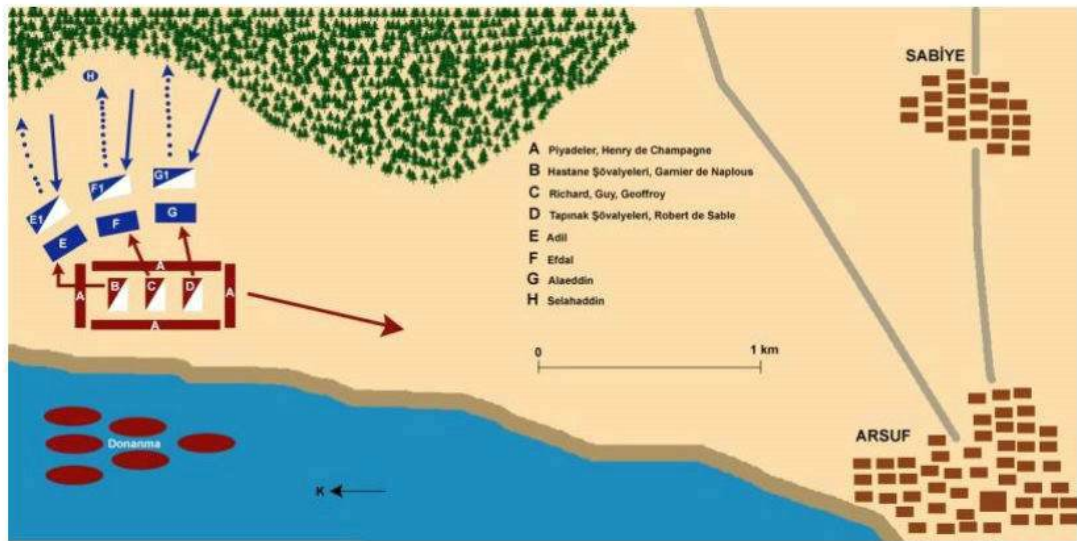 H
SABİYE
G1
F1
E1
G
F
E
A Piyadeler, Henry de Champagne
B Hastane Şövalyeleri, Garnier de Naplous
C Richard, Guy, Geoffroy
D Tapınak Şövalyeleri, Robert de Sable
E Adil
F Efdal
G Alaeddin
H Selahaddin
A
A
B
C
D
A
A
0
1 km
Donanma
ARSUF
K